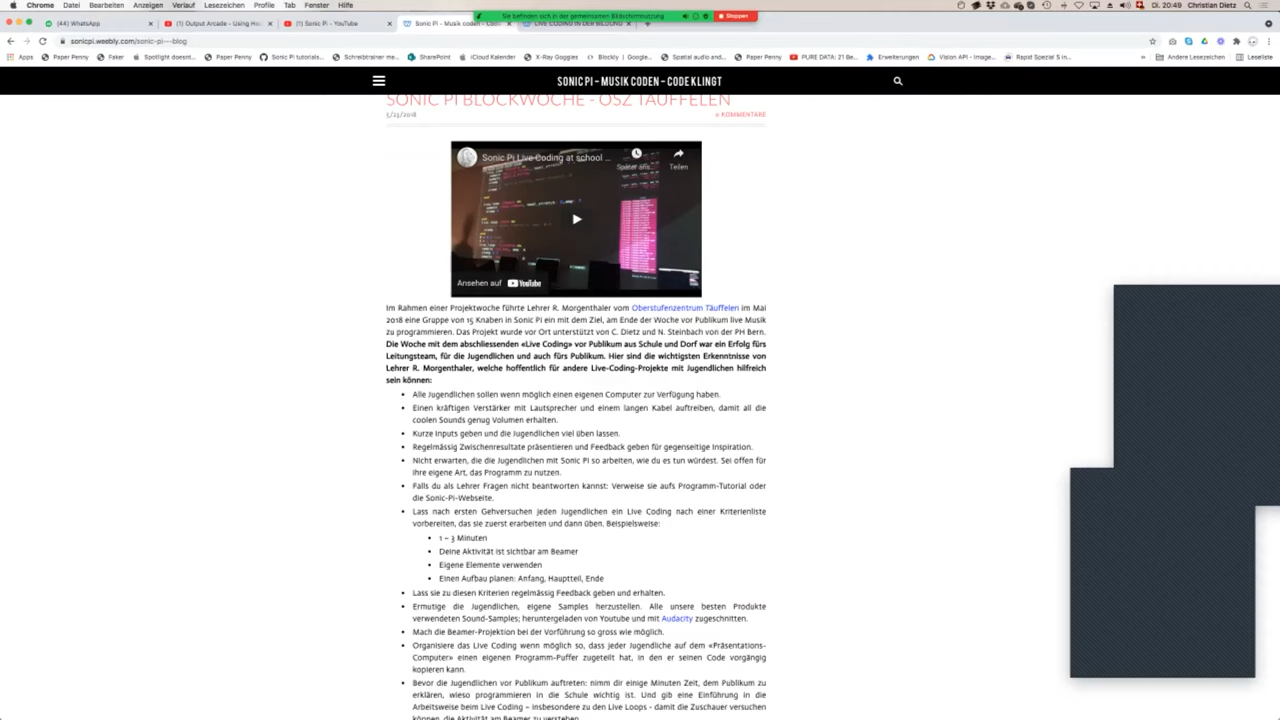 Chrome Datei Bearbeiten Anzeigen Verlauf Lesezeichen Profile Tab Fenster Hilfe Di. 20:49 Christian Dietz
(44) WhatsApp (1) Output Arcade - Using Ho (1) Sonic Pi - YouTube Sonic Pi - Musik coden - Cod LIVE CODING IN DER BILDUNG
Sie befinden sich in der gemeinsamen Bildschirmnutzung Stoppen
sonicpi.weebly.com/sonic-pi---blog
Apps Paper Penny Faker Spotlight doesnt... Paper Penny Sonic Pi tutorials... Schreibtrainer me... SharePoint iCloud Kalender X-Ray Goggles Blockly | Google... Spatial audio and... Paper Penny PURE DATA: 21 Be... Erweiterungen Vision API - Image... Rapid Spezial S in... » Andere Lesezeichen Leseliste
SONIC PI - MUSIK CODEN - CODE KLINGT
SONIC PI BLOCKWOCHE - OSZ TÄUFFELEN
5/23/2018 0 KOMMENTARE
Sonic Pi Live Coding at school ...
Später ans... Teilen
Ansehen auf YouTube
Im Rahmen einer Projektwoche führte Lehrer R. Morgenthaler vom Oberstufenzentrum Täuffelen im Mai
2018 eine Gruppe von 15 Knaben in Sonic Pi ein mit dem Ziel, am Ende der Woche vor Publikum live Musik
zu programmieren. Das Projekt wurde vor Ort unterstützt von C. Dietz und N. Steinbach von der PH Bern.
Die Woche mit dem abschliessenden «Live Coding» vor Publikum aus Schule und Dorf war ein Erfolg fürs
Leitungsteam, für die Jugendlichen und auch fürs Publikum. Hier sind die wichtigsten Erkenntnisse von
Lehrer R. Morgenthaler, welche hoffentlich für andere Live-Coding-Projekte mit Jugendlichen hilfreich
sein können:
• Alle Jugendlichen sollen wenn möglich einen eigenen Computer zur Verfügung haben.
• Einen kräftigen Verstärker mit Lautsprecher und einem langen Kabel auftreiben, damit all die
coolen Sounds genug Volumen erhalten.
• Kurze Inputs geben und die Jugendlichen viel üben lassen.
• Regelmässig Zwischenresultate präsentieren und Feedback geben für gegenseitige Inspiration.
• Nicht erwarten, die die Jugendlichen mit Sonic Pi so arbeiten, wie du es tun würdest. Sei offen für
ihre eigene Art, das Programm zu nutzen.
• Falls du als Lehrer Fragen nicht beantworten kannst: Verweise sie aufs Programm-Tutorial oder
die Sonic-Pi-Webseite.
• Lass nach ersten Gehversuchen jeden Jugendlichen ein Live Coding nach einer Kriterienliste
vorbereiten, das sie zuerst erarbeiten und dann üben. Beispielsweise:
• 1 – 3 Minuten
• Deine Aktivität ist sichtbar am Beamer
• Eigene Elemente verwenden
• Einen Aufbau planen: Anfang, Hauptteil, Ende
• Lass sie zu diesen Kriterien regelmässig Feedback geben und erhalten.
• Ermutige die Jugendlichen, eigene Samples herzustellen. Alle unsere besten Produkte
verwendeten Sound-Samples; heruntergeladen von Youtube und mit Audacity zugeschnitten.
• Mach die Beamer-Projektion bei der Vorführung so gross wie möglich.
• Organisiere das Live Coding wenn möglich so, dass jeder Jugendliche auf dem «Präsentations-
Computer» einen eigenen Programm-Puffer zugeteilt hat, in den er seinen Code vorgängig
kopieren kann.
• Bevor die Jugendlichen vor Publikum auftreten: nimm dir einige Minuten Zeit, dem Publikum zu
erklären, wieso programmieren in die Schule wichtig ist. Und gib eine Einführung in die
Arbeitsweise beim Live Coding – insbesondere zu den Live Loops - damit die Zuschauer versuchen
können, die Aktivität am Beamer zu verstehen.